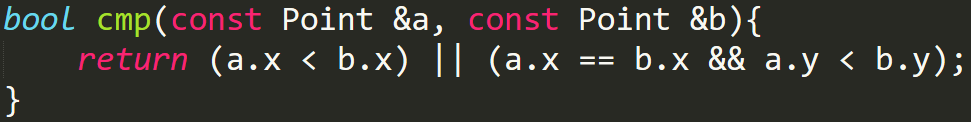 bool cmp(const Point &a, const Point &b){
    return (a.x < b.x) || (a.x == b.x && a.y < b.y);
}